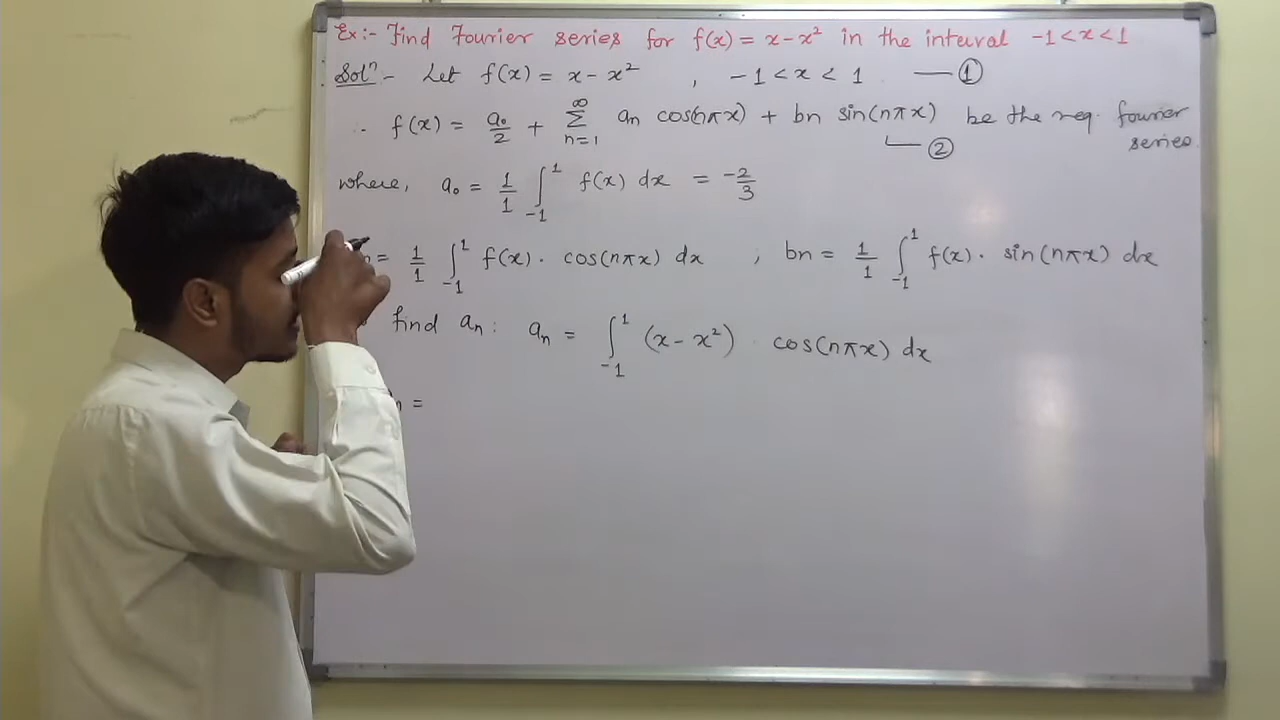 Ex:- Find Fourier series for f(x) = x-x² in the interval -1<x<1
Solⁿ- Let f(x) = x - x² , -1 < x < 1 — ①
∴ f(x) = a₀/2 + ∑_{n=1}^{∞} an cos(nπx) + bn sin(nπx) be the req. fourier
series
— ②
where, a₀ = 1/1 ∫_{-1}^{1} f(x) dx = -2/3
= 1/1 ∫_{-1}^{1} f(x) · cos(nπx) dx ; bn = 1/1 ∫_{-1}^{1} f(x) · sin(nπx) dx
find aₙ : aₙ = ∫_{-1}^{1} (x - x²) · cos(nπx) dx
n =